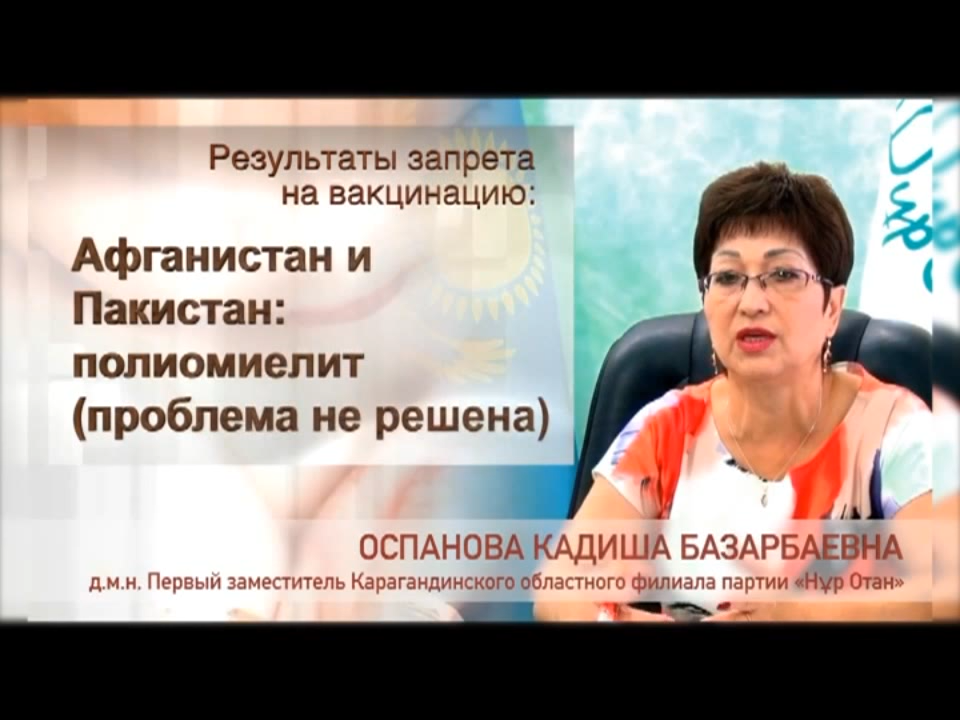 Результаты запрета
на вакцинацию:
Афганистан и
Пакистан:
полиомиелит
(проблема не решена)
ОСПАНОВА КАДИША БАЗАРБАЕВНА
д.м.н. Первый заместитель Карагандинского областного филиала партии «Нұр Отан»